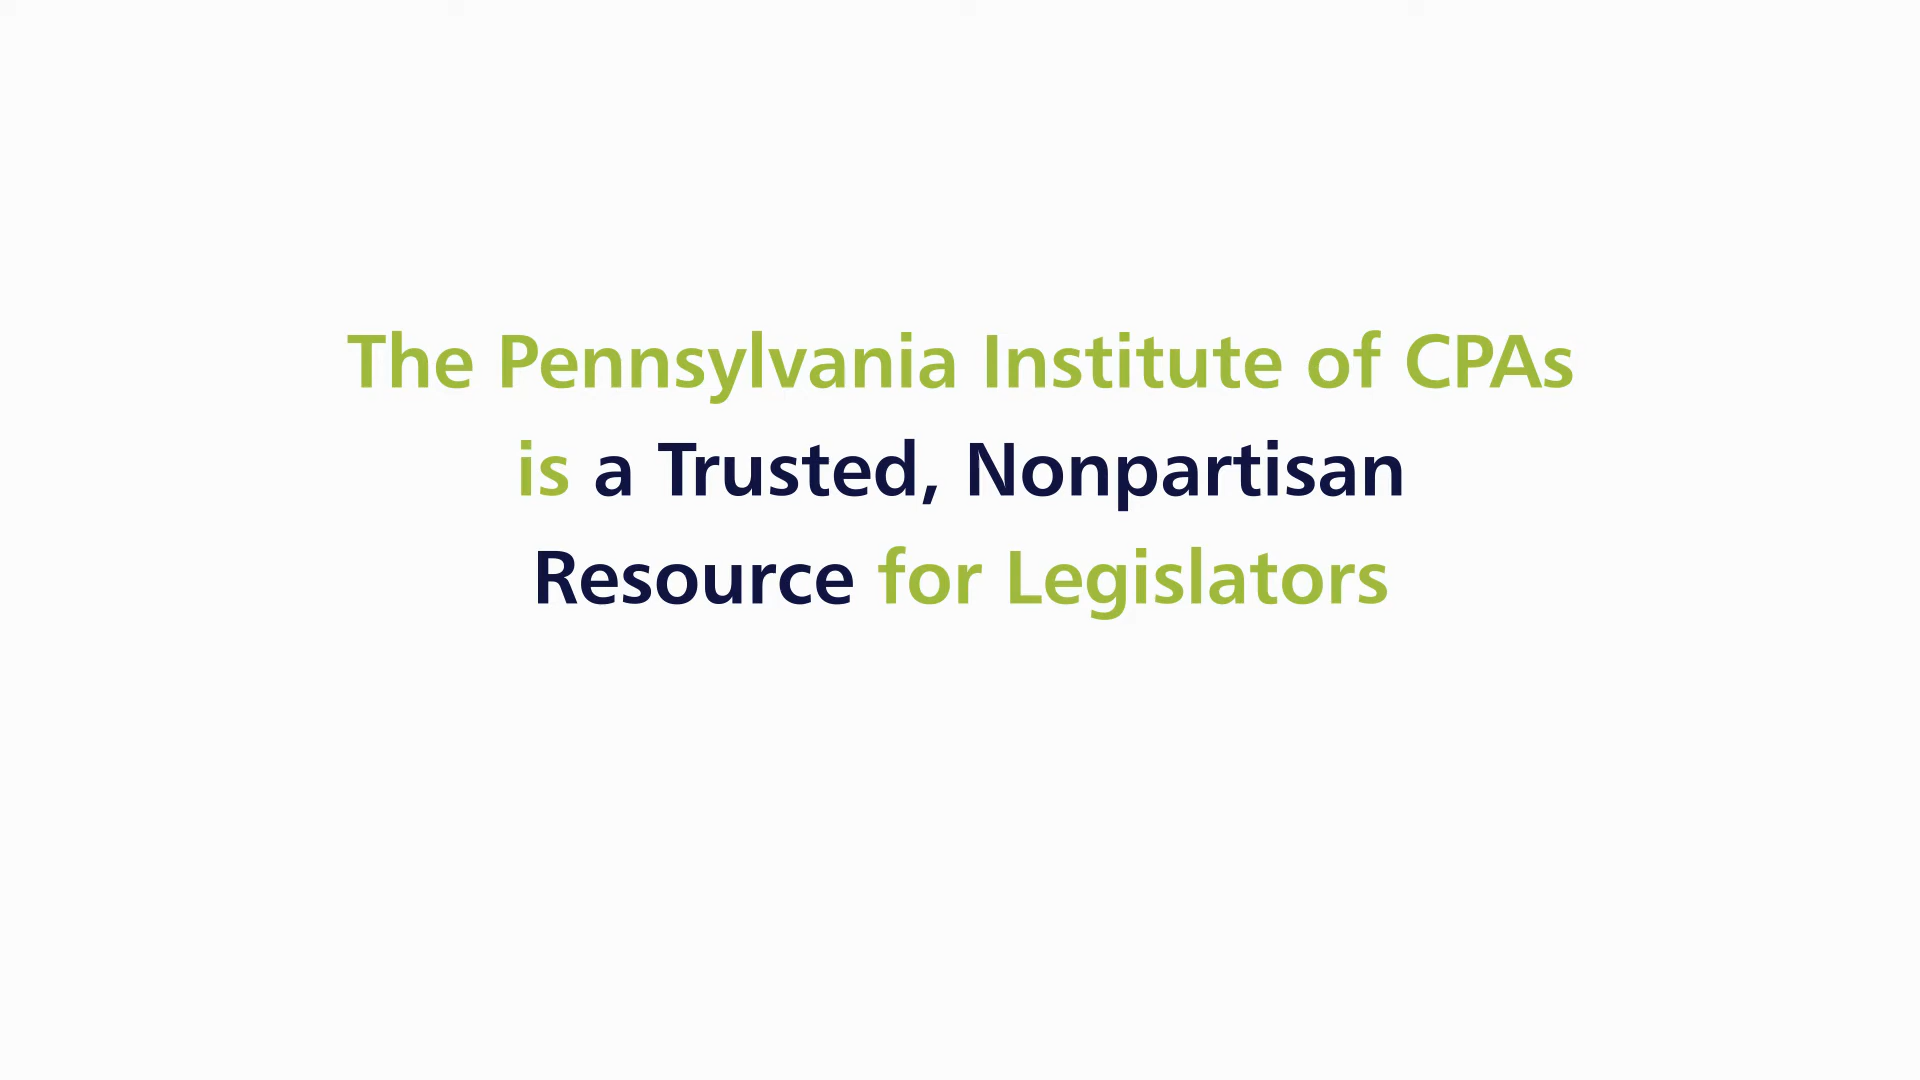 The Pennsylvania Institute of CPAs
is a Trusted, Nonpartisan
Resource for Legislators